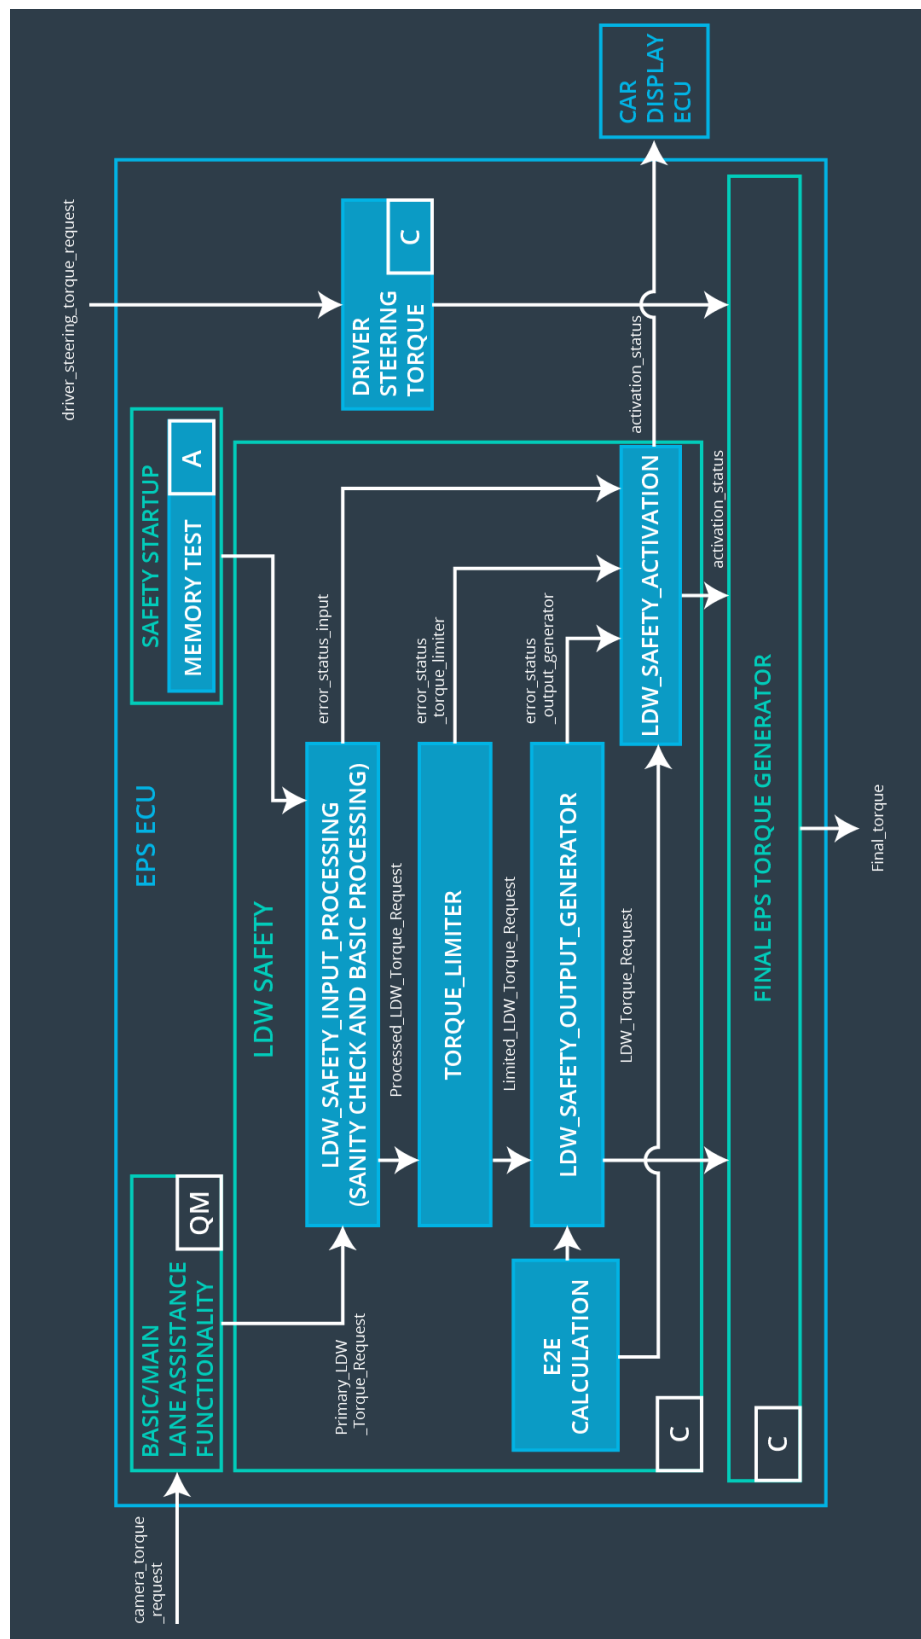 camera_torque
_request
BASIC/MAIN
LANE ASSISTANCE
FUNCTIONALITY
QM
EPS ECU
SAFETY STARTUP
MEMORY TEST
A
driver_steering_torque_request
DRIVER
STEERING
TORQUE
C
CAR
DISPLAY
ECU
LDW SAFETY
Primary_LDW
_Torque_Request
LDW_SAFETY_INPUT_PROCESSING
(SANITY CHECK AND BASIC PROCESSING)
error_status_input
Processed_LDW_Torque_Request
TORQUE_LIMITER
error_status
_torque_limiter
Limited_LDW_Torque_Request
E2E
CALCULATION
LDW_SAFETY_OUTPUT_GENERATOR
error_status
_output_generator
LDW_Torque_Request
LDW_SAFETY_ACTIVATION
activation_status
activation_status
C
FINAL EPS TORQUE GENERATOR
C
Final_torque